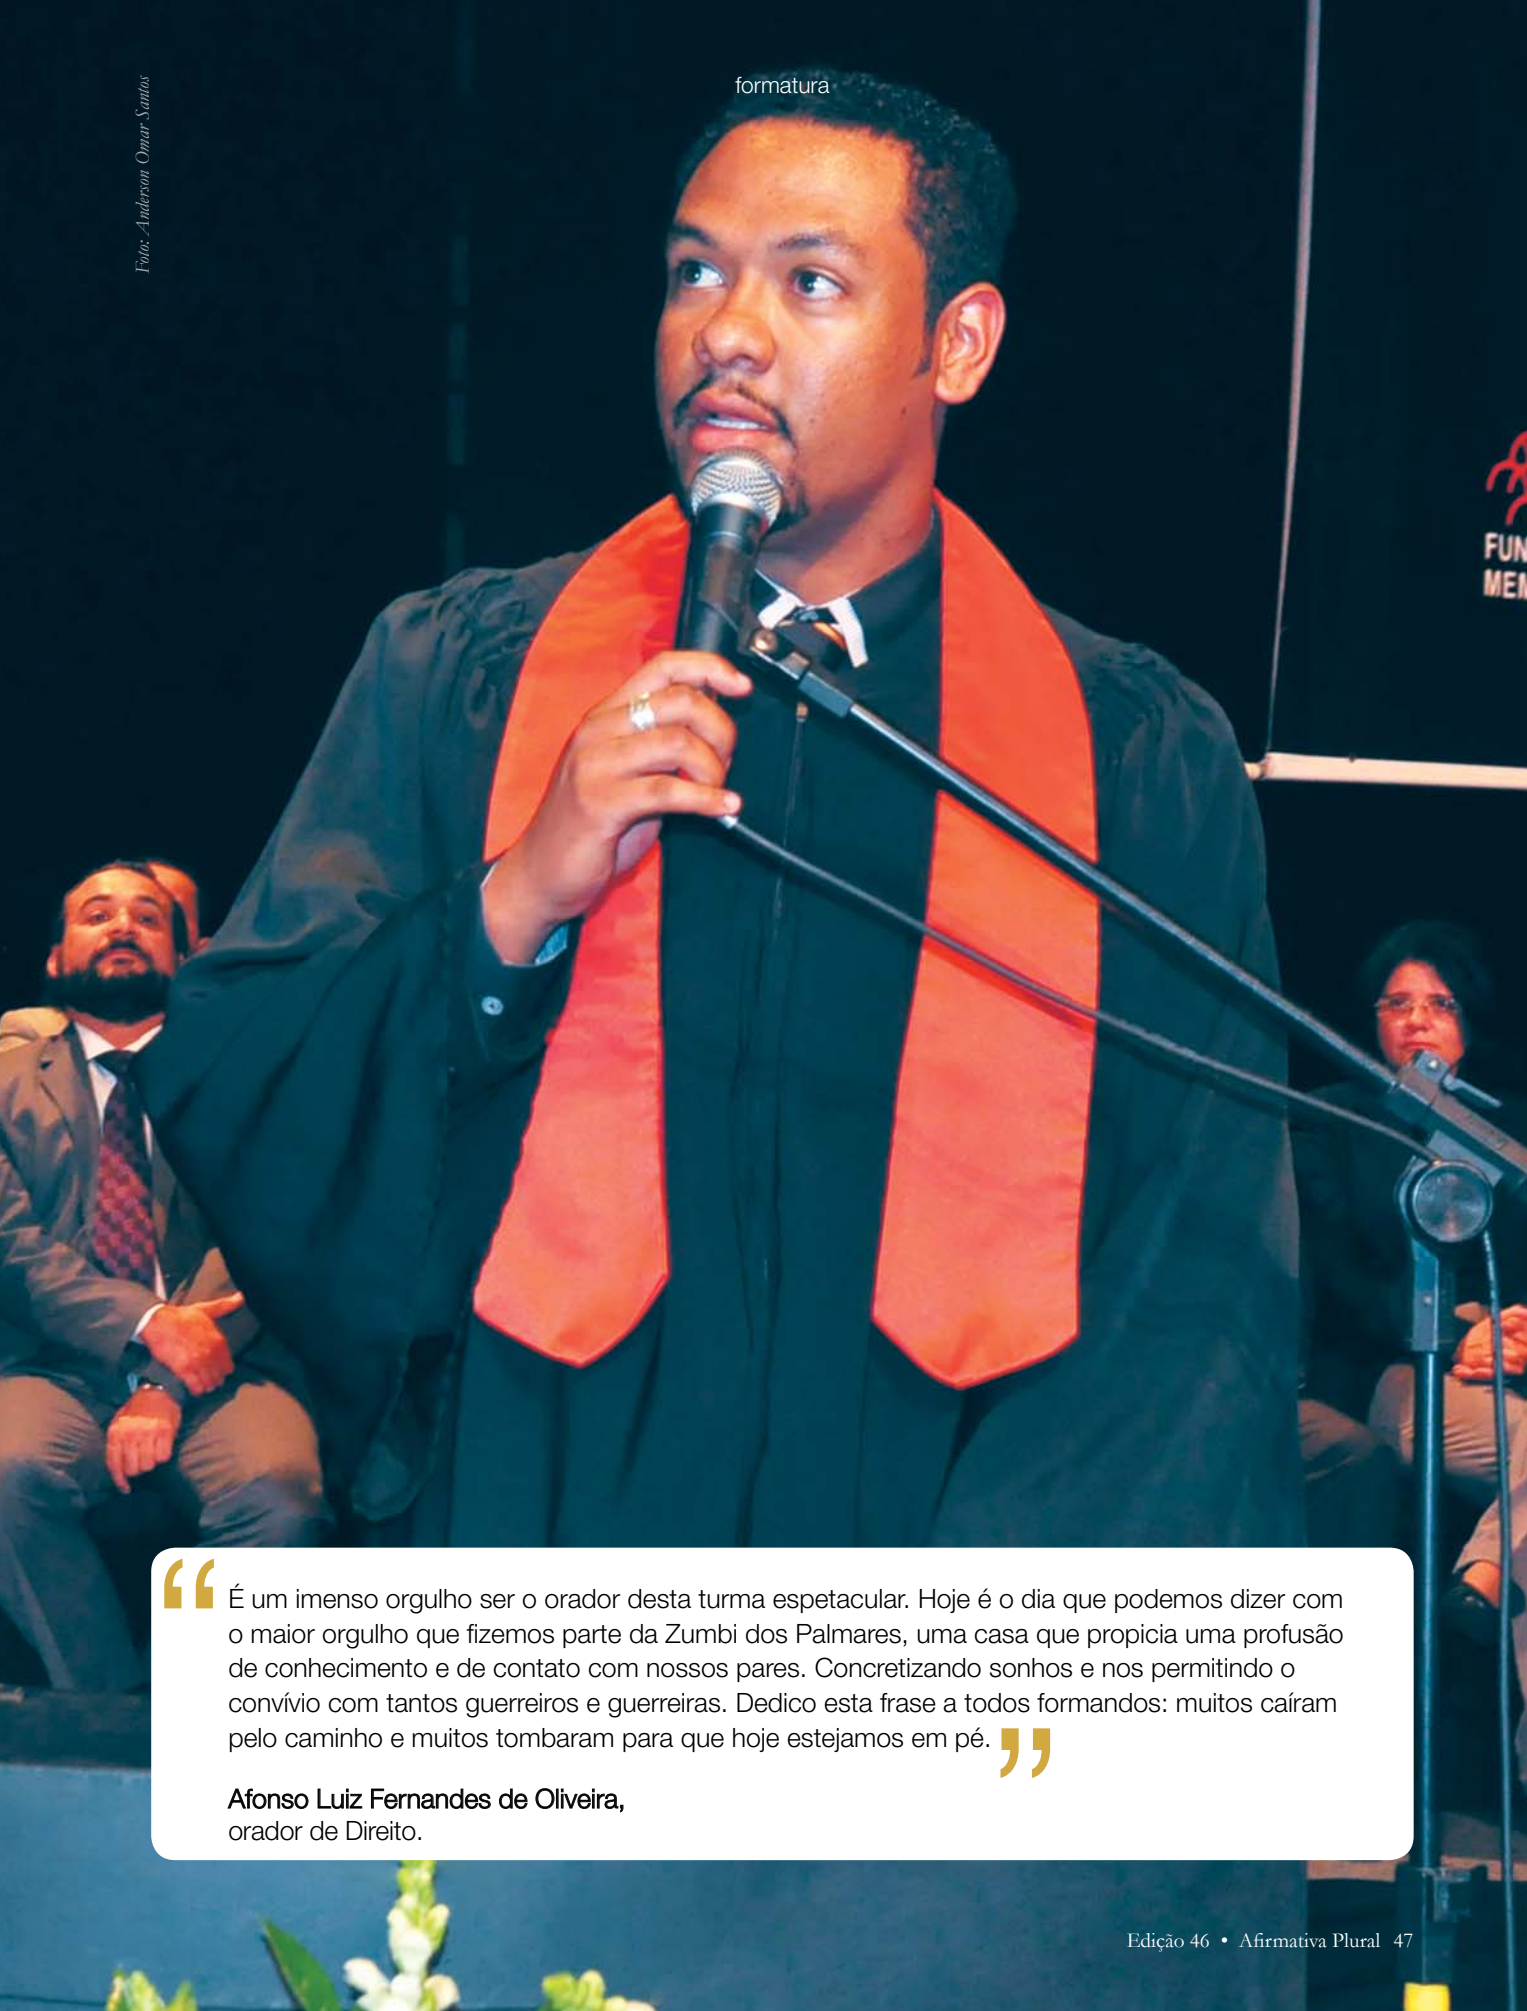 formatura
Foto: Anderson Omar Santos
FUN
MEM
“É um imenso orgulho ser o orador desta turma espetacular. Hoje é o dia que podemos dizer com
o maior orgulho que fizemos parte da Zumbi dos Palmares, uma casa que propicia uma profusão
de conhecimento e de contato com nossos pares. Concretizando sonhos e nos permitindo o
convívio com tantos guerreiros e guerreiras. Dedico esta frase a todos formandos: muitos caíram
pelo caminho e muitos tombaram para que hoje estejamos em pé.”
Afonso Luiz Fernandes de Oliveira,
orador de Direito.
Edição 46 • Afirmativa Plural 47